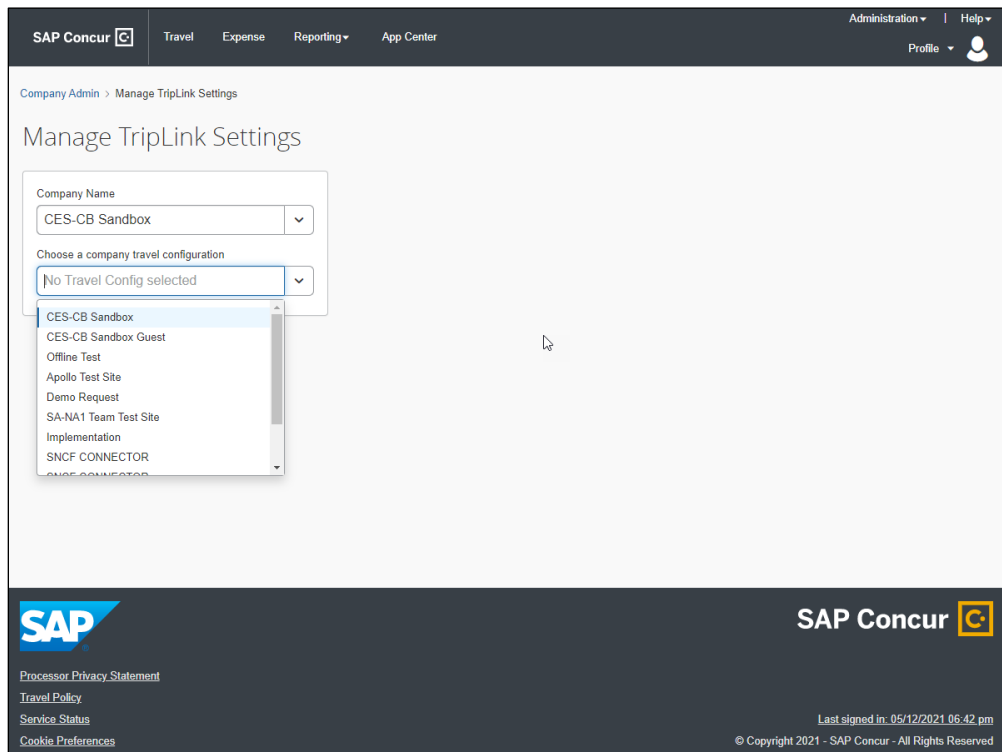 Administration | Help
SAP Concur C Travel Expense Reporting App Center
Profile
Company Admin > Manage TripLink Settings
Manage TripLink Settings
Company Name
CES-CB Sandbox
Choose a company travel configuration
No Travel Config selected
CES-CB Sandbox
CES-CB Sandbox Guest
Offline Test
Apollo Test Site
Demo Request
SA-NA1 Team Test Site
Implementation
SNCF CONNECTOR
SNCF CONNECTOR
SAP
SAP Concur C
Processor Privacy Statement
Travel Policy
Service Status
Last signed in: 05/12/2021 06:42 pm
Cookie Preferences
© Copyright 2021 - SAP Concur - All Rights Reserved